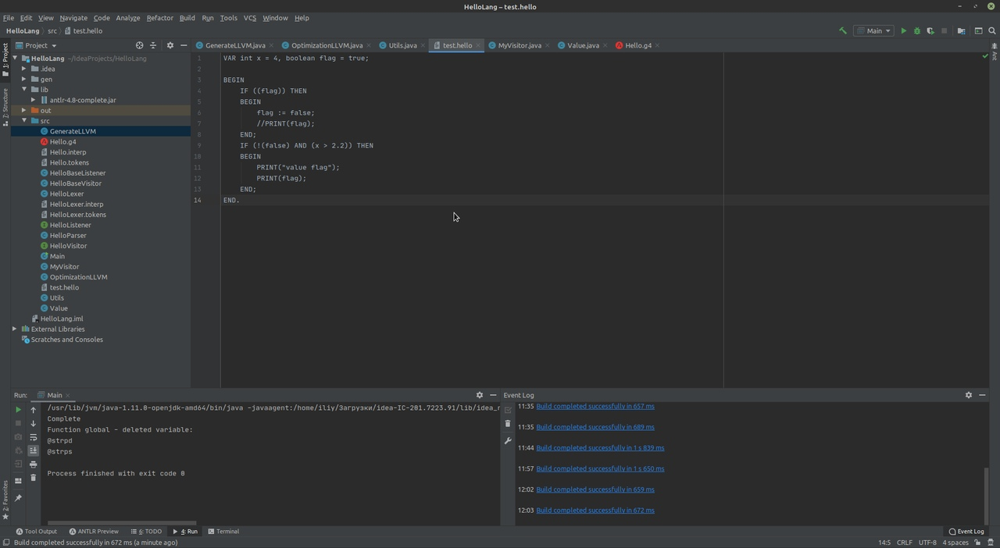 HelloLang – test.hello
File Edit View Navigate Code Analyze Refactor Build Run Tools VCS Window Help
HelloLang src test.hello
Main
1: Project
Z: Structure
2: Favorites
Ant
Project
HelloLang ~/IdeaProjects/HelloLang
.idea
gen
lib
antlr-4.8-complete.jar
out
src
GenerateLLVM
Hello.g4
Hello.interp
Hello.tokens
HelloBaseListener
HelloBaseVisitor
HelloLexer
HelloLexer.interp
HelloLexer.tokens
HelloListener
HelloParser
HelloVisitor
Main
MyVisitor
OptimizationLLVM
test.hello
Utils
Value
HelloLang.iml
External Libraries
Scratches and Consoles
GenerateLLVM.java OptimizationLLVM.java Utils.java test.hello MyVisitor.java Value.java Hello.g4
1 VAR int x = 4, boolean flag = true;
2
3 BEGIN
4 IF ((flag)) THEN
5 BEGIN
6 flag := false;
7 //PRINT(flag);
8 END;
9 IF (!(false) AND (x > 2.2)) THEN
10 BEGIN
11 PRINT("value flag");
12 PRINT(flag);
13 END;
14 END.
Run: Main
/usr/lib/jvm/java-1.11.0-openjdk-amd64/bin/java -javaagent:/home/iliy/Загрузки/idea-IC-201.7223.91/lib/idea_r
Complete
Function global - deleted variable:
@strpd
@strps
Process finished with exit code 0
Event Log
11:35 Build completed successfully in 657 ms
11:35 Build completed successfully in 689 ms
11:44 Build completed successfully in 1 s 839 ms
11:57 Build completed successfully in 1 s 650 ms
12:02 Build completed successfully in 659 ms
12:03 Build completed successfully in 672 ms
Tool Output ANTLR Preview 6: TODO 4: Run Terminal Event Log
Build completed successfully in 672 ms (a minute ago) 14:5 CRLF UTF-8 4 spaces